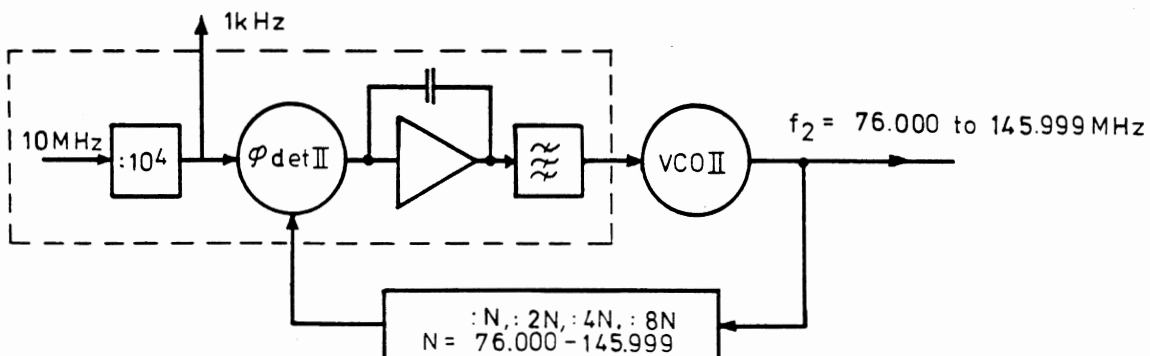 1kHz
10MHz
:10⁴
φdetII
VCOII
f₂ = 76.000 to 145.999 MHz
:N,:2N,:4N,:8N
N = 76.000-145.999